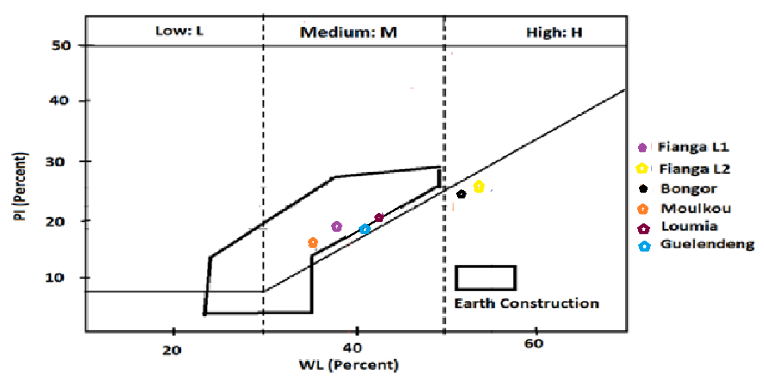 Low: L Medium: M High: H
50
40
30
20
10
PI (Percent)
20 40 60
WL (Percent)
Fianga L1
Fianga L2
Bongor
Moulkou
Loumia
Guelendeng
Earth Construction